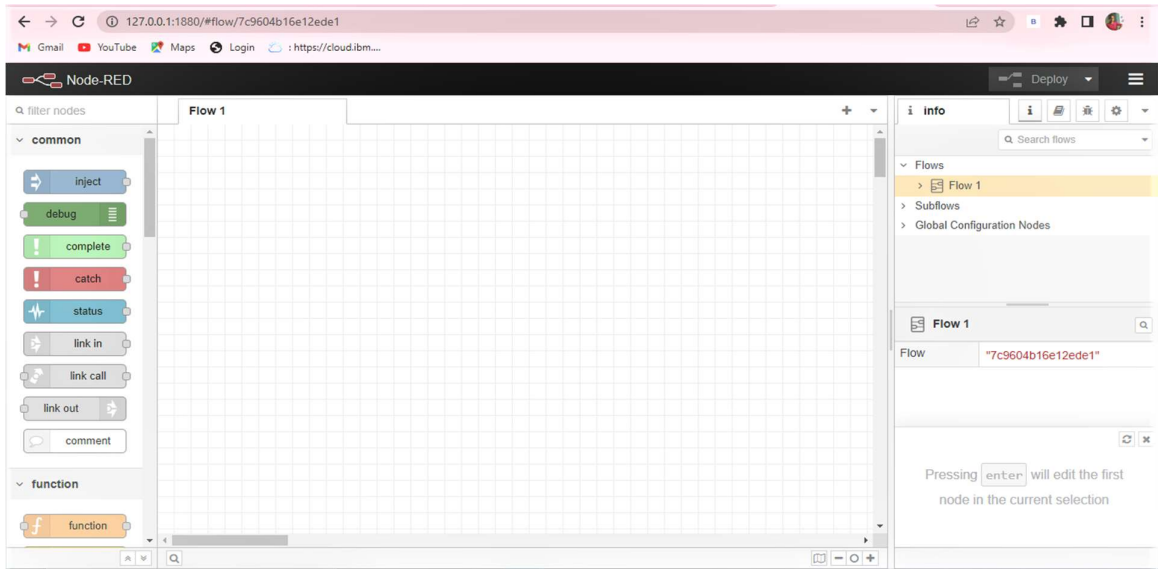 127.0.0.1:1880/#flow/7c9604b16e12ede1
Gmail YouTube Maps Login : https://cloud.ibm....
Node-RED Deploy
filter nodes
Flow 1
i info
Search flows
common
Flows
Flow 1
Subflows
Global Configuration Nodes
inject
debug
complete
catch
status
link in
link call
link out
comment
function
function
Flow 1
Flow "7c9604b16e12ede1"
Pressing enter will edit the first
node in the current selection